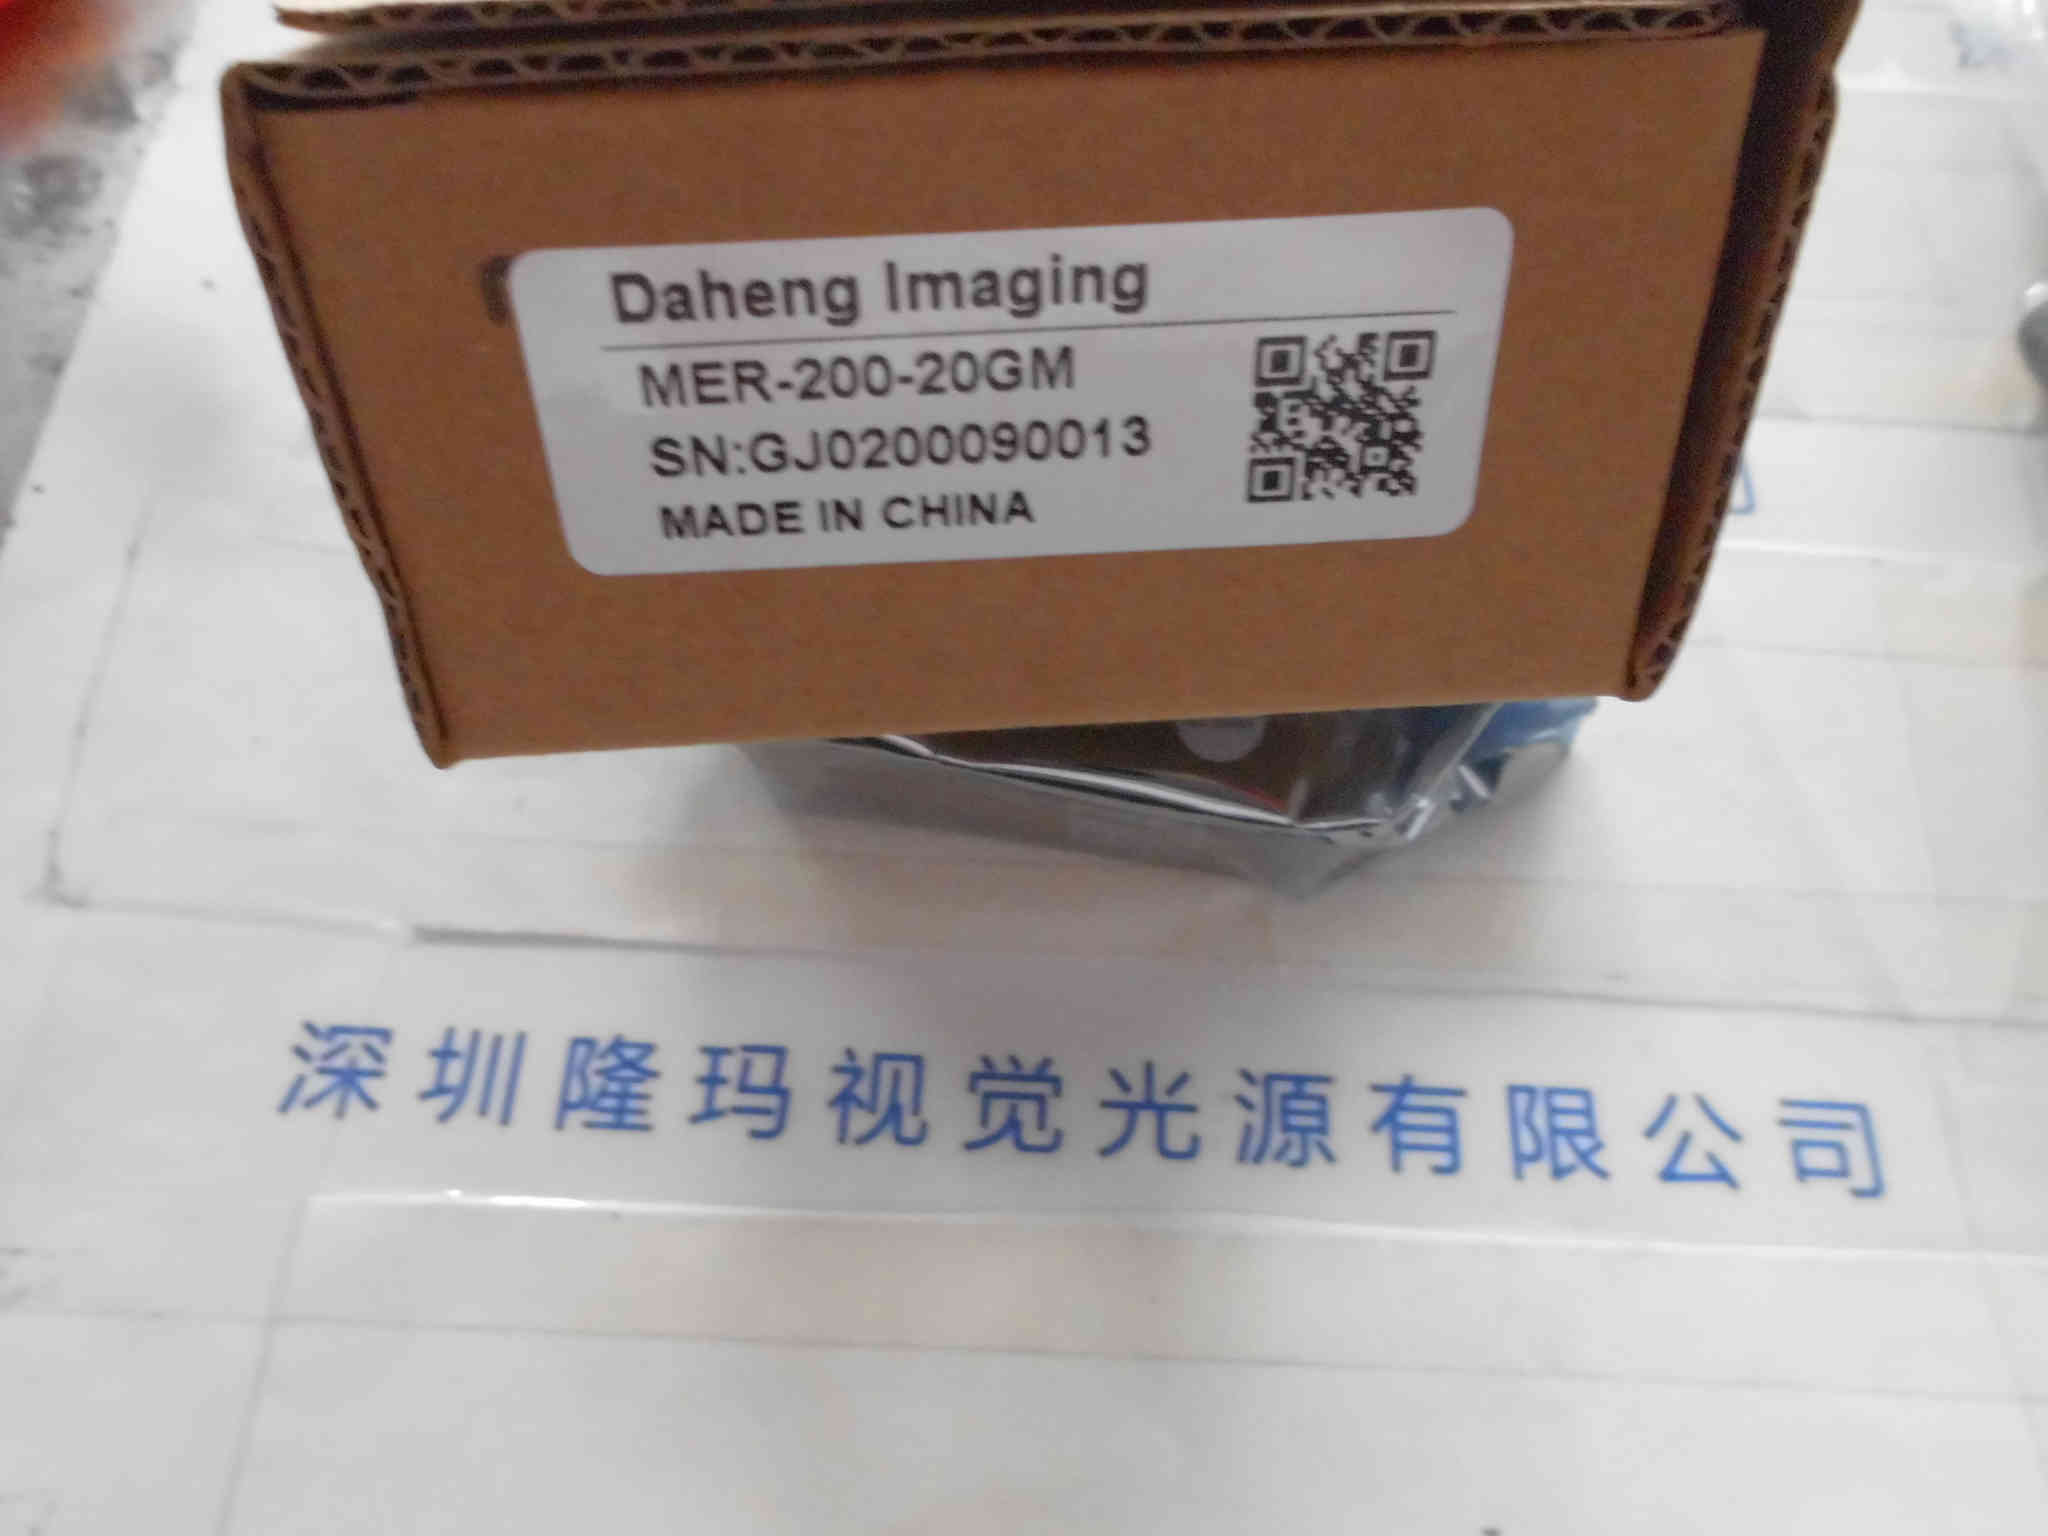 Daheng Imaging
MER-200-20GM
SN:GJ0200090013
MADE IN CHINA
深圳隆玛视觉光源有限公司